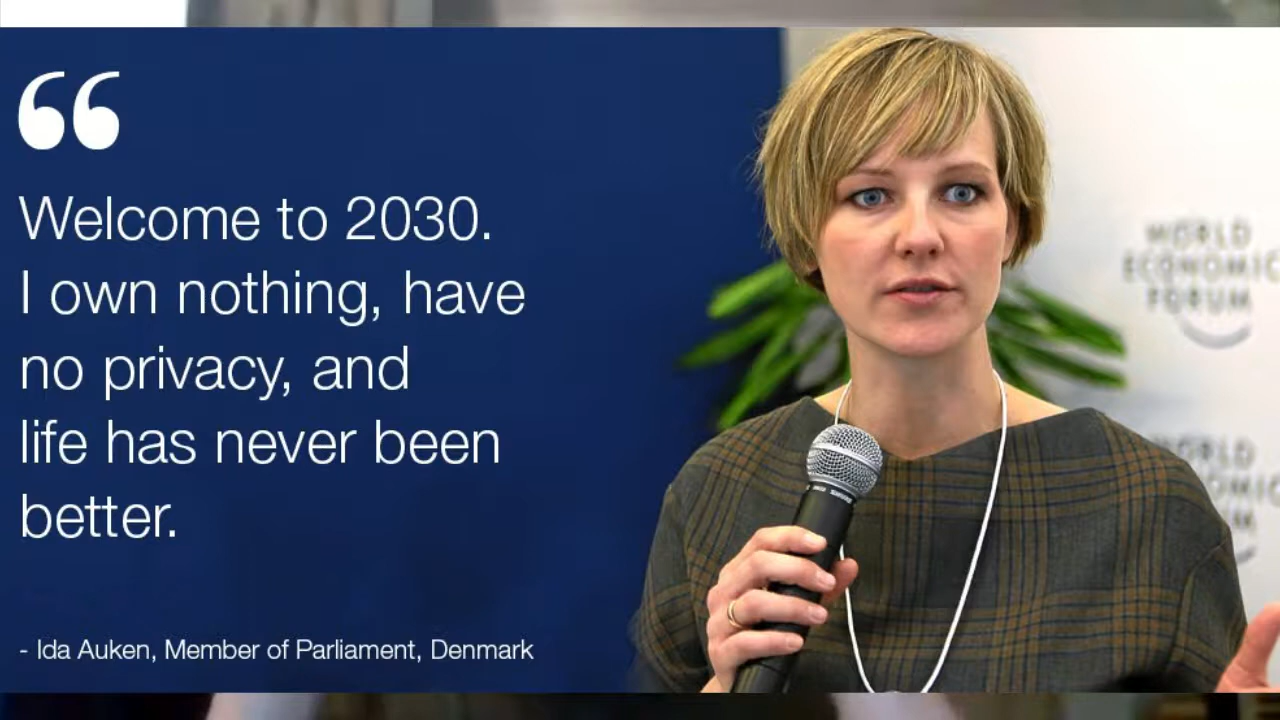 “
Welcome to 2030.
I own nothing, have
no privacy, and
life has never been
better.
- Ida Auken, Member of Parliament, Denmark
WORLD
ECONOMIC
FORUM